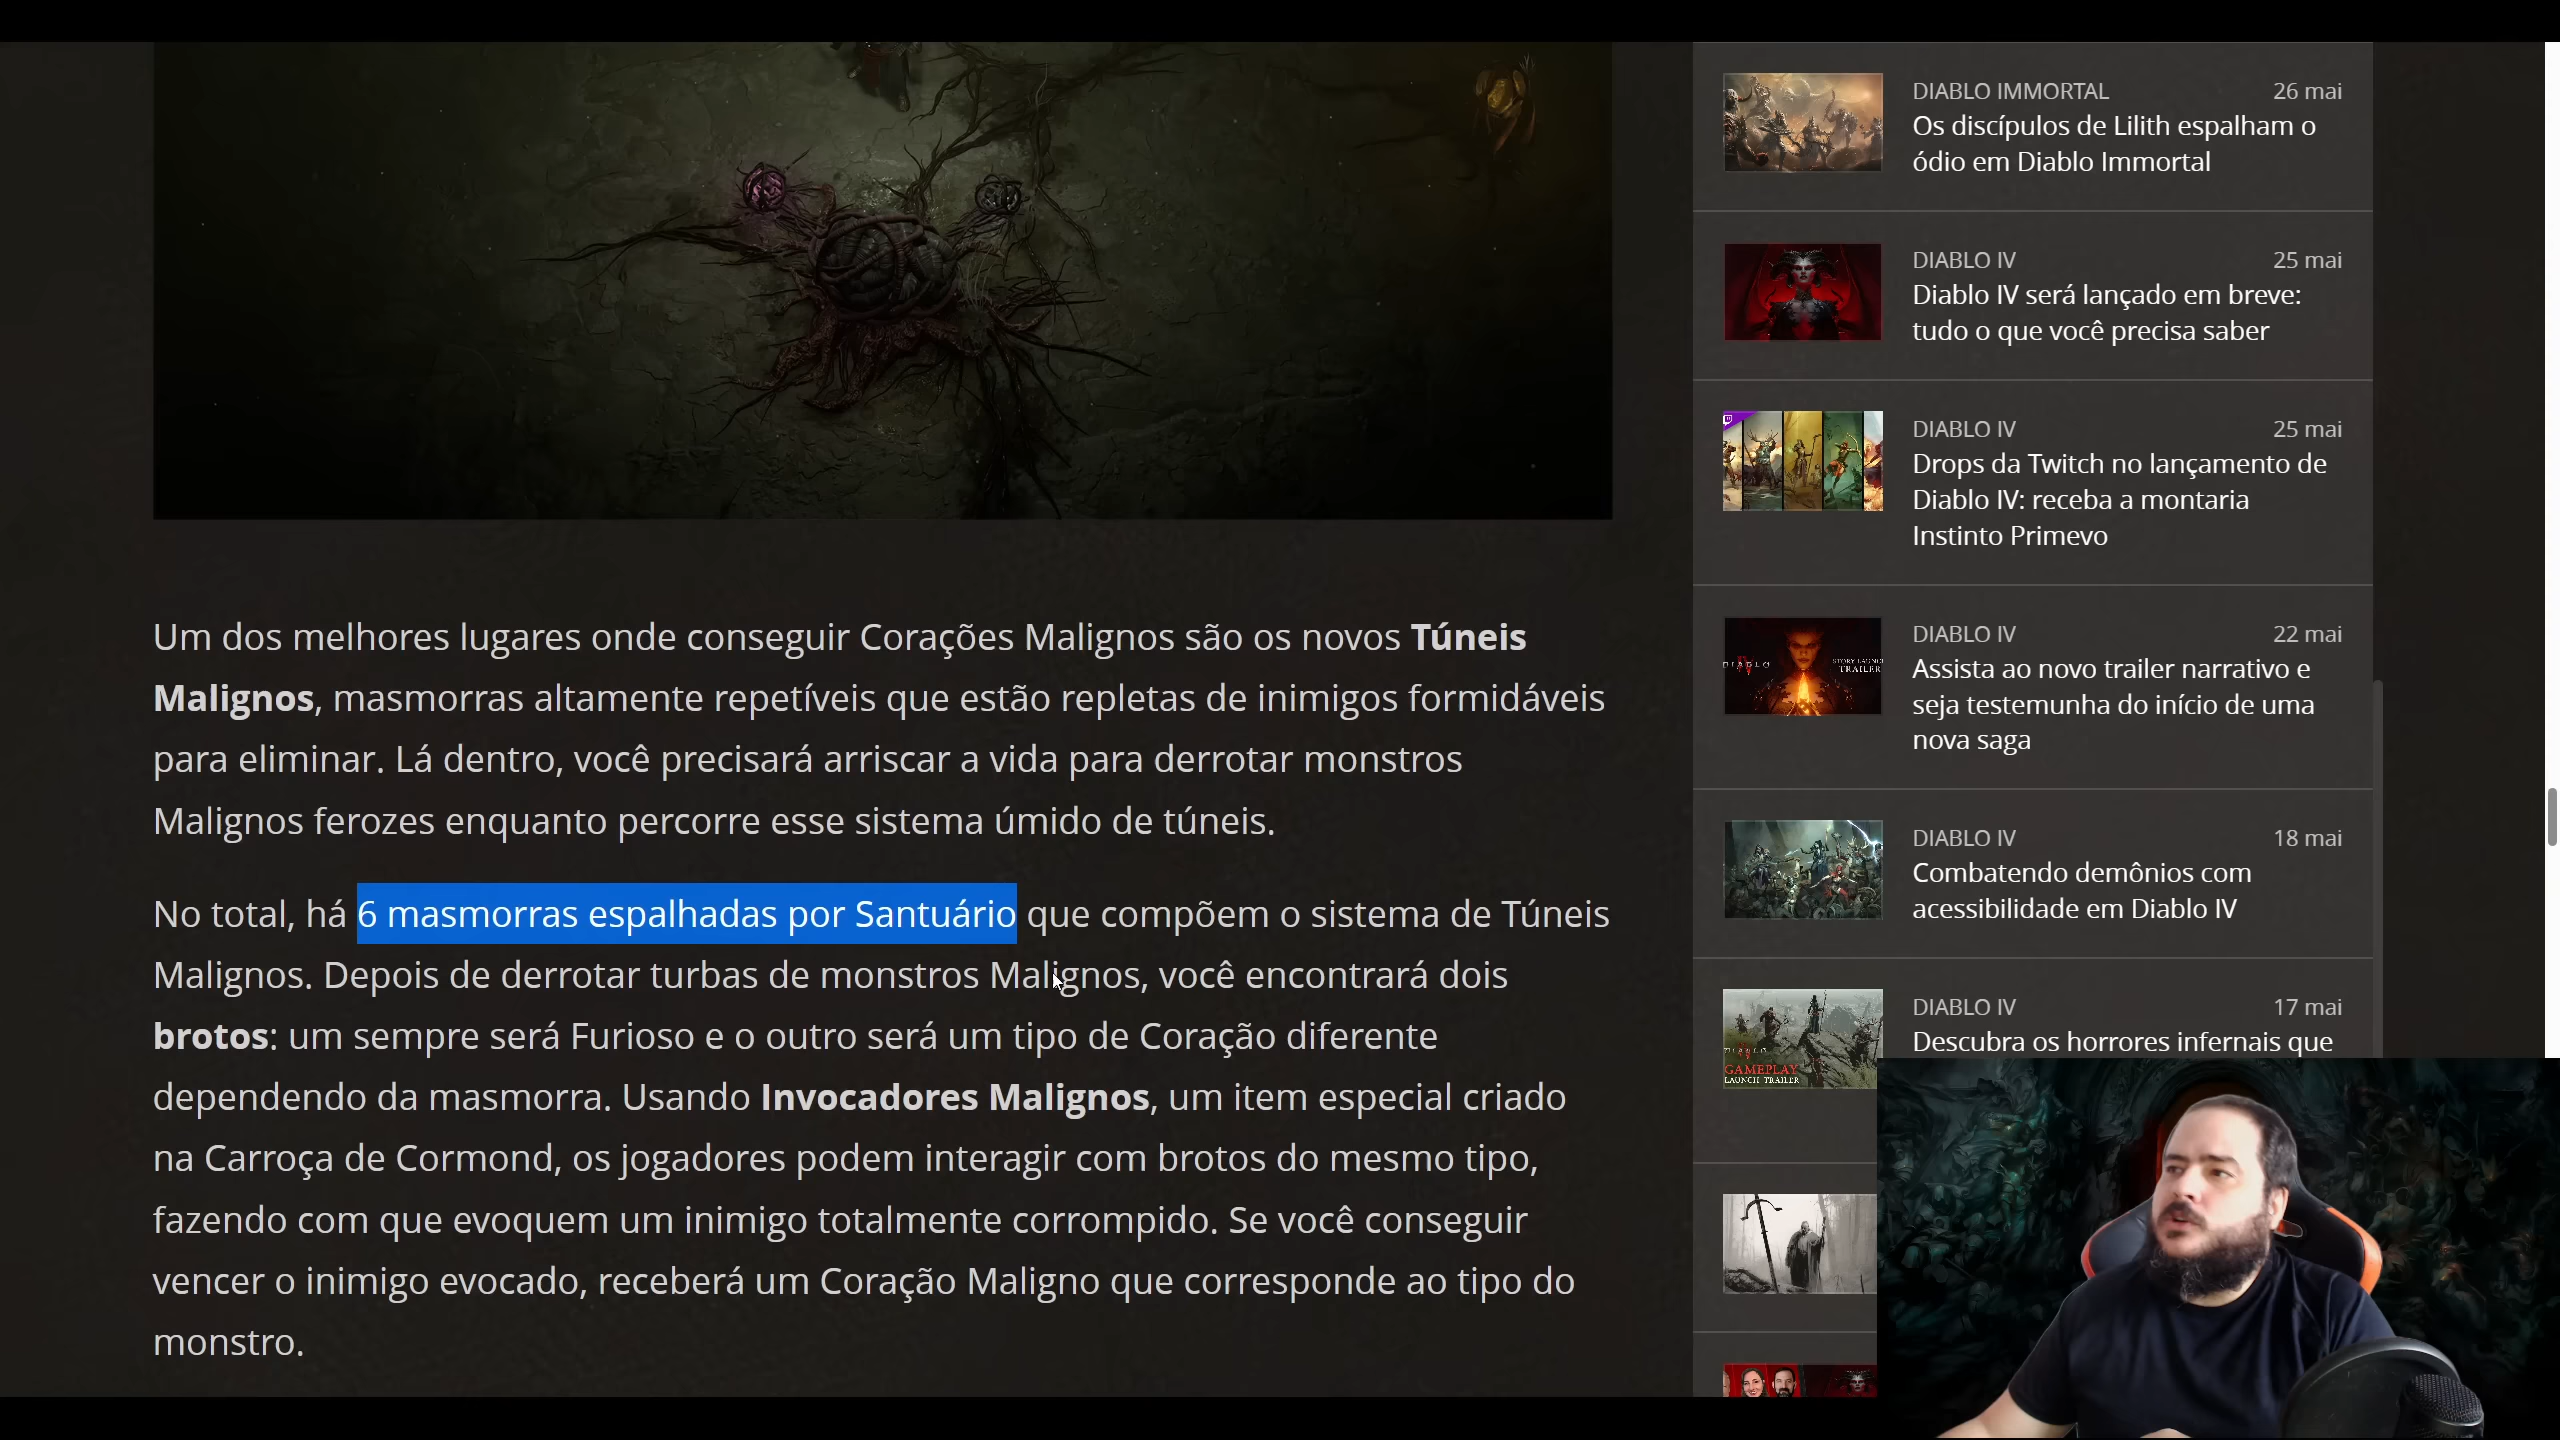 Um dos melhores lugares onde conseguir Corações Malignos são os novos Túneis
Malignos, masmorras altamente repetíveis que estão repletas de inimigos formidáveis
para eliminar. Lá dentro, você precisará arriscar a vida para derrotar monstros
Malignos ferozes enquanto percorre esse sistema úmido de túneis.
No total, há 6 masmorras espalhadas por Santuário que compõem o sistema de Túneis
Malignos. Depois de derrotar turbas de monstros Malignos, você encontrará dois
brotos: um sempre será Furioso e o outro será um tipo de Coração diferente
dependendo da masmorra. Usando Invocadores Malignos, um item especial criado
na Carroça de Cormond, os jogadores podem interagir com brotos do mesmo tipo,
fazendo com que evoquem um inimigo totalmente corrompido. Se você conseguir
vencer o inimigo evocado, receberá um Coração Maligno que corresponde ao tipo do
monstro.
DIABLO IMMORTAL 26 mai
Os discípulos de Lilith espalham o
ódio em Diablo Immortal
DIABLO IV 25 mai
Diablo IV será lançado em breve:
tudo o que você precisa saber
DIABLO IV 25 mai
Drops da Twitch no lançamento de
Diablo IV: receba a montaria
Instinto Primevo
DIABLO IV 22 mai
Assista ao novo trailer narrativo e
seja testemunha do início de uma
nova saga
DIABLO STORY LAUNCH
TRAILER
DIABLO IV 18 mai
Combatendo demônios com
acessibilidade em Diablo IV
DIABLO IV 17 mai
Descubra os horrores infernais que
DIABLO
GAMEPLAY
LAUNCH TRAILER